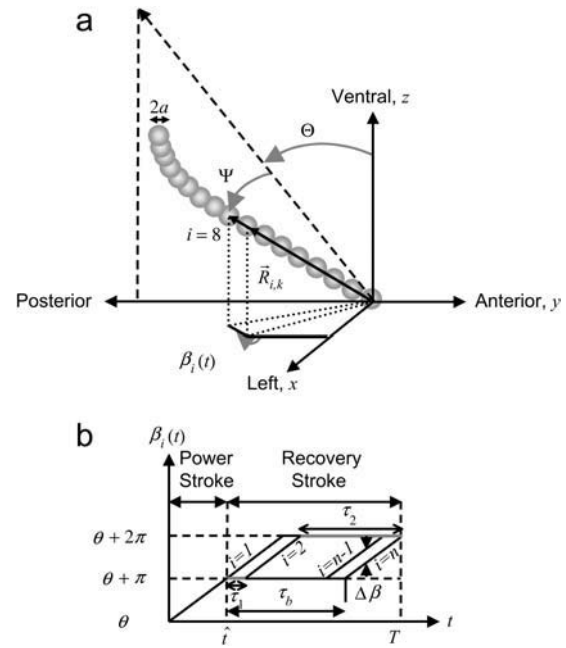 a
Ventral, z
2a
Θ
Ψ
i = 8
R⃗i,k
Posterior
Anterior, y
βi(t)
Left, x
b
βi(t)
Power Stroke
Recovery Stroke
τ2
θ + 2π
i=1
i=2
i=n-1
i=n
θ + π
τ1
τb
Δβ
θ
t̂
T
t